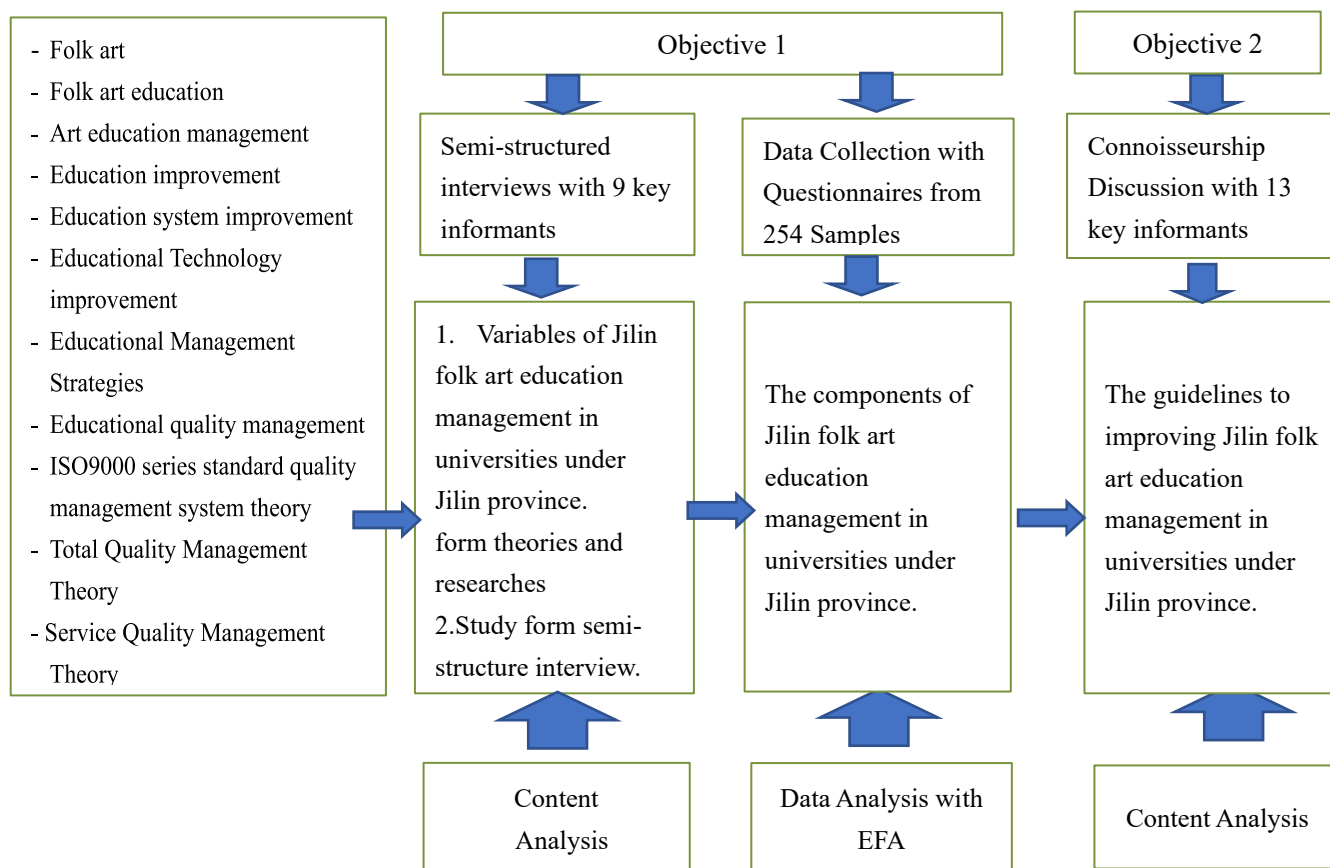 - Folk art
- Folk art education
- Art education management
- Education improvement
- Education system improvement
- Educational Technology
improvement
- Educational Management
Strategies
- Educational quality management
- ISO9000 series standard quality
management system theory
- Total Quality Management
Theory
- Service Quality Management
Theory
Objective 1
Objective 2
Semi-structured
interviews with 9 key
informants
Data Collection with
Questionnaires from
254 Samples
Connoisseurship
Discussion with 13
key informants
1. Variables of Jilin
folk art education
management in
universities under
Jilin province.
form theories and
researches
2.Study form semi-
structure interview.
The components of
Jilin folk art
education
management in
universities under
Jilin province.
The guidelines to
improving Jilin folk
art education
management in
universities under
Jilin province.
Content
Analysis
Data Analysis with
EFA
Content Analysis